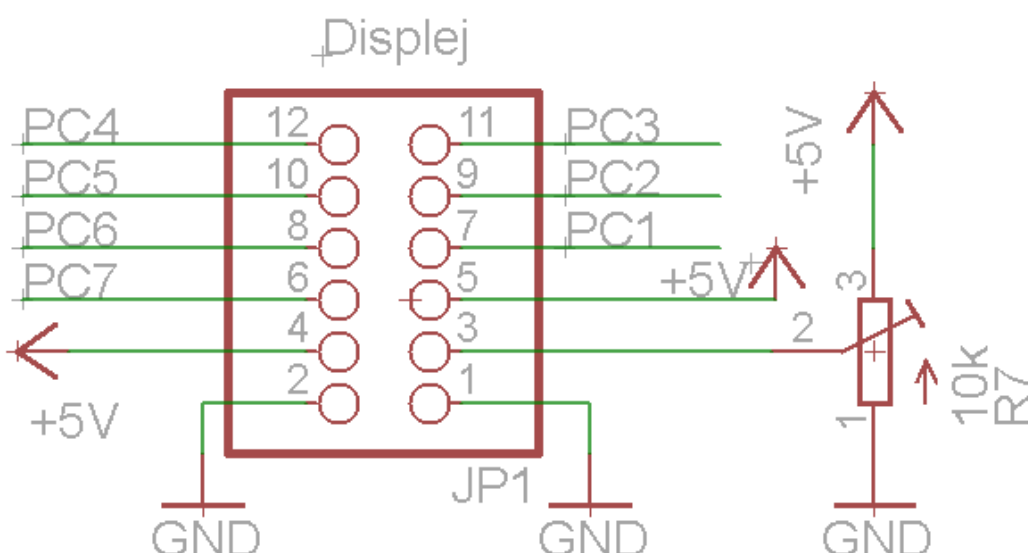 Displej
PC4 12 11 PC3
PC5 10 9 PC2
PC6 8 7 PC1
PC7 6 5 +5V
4 3
+5V 2 1
JP1
GND GND
+5V
3
2
1
10k
R7
GND